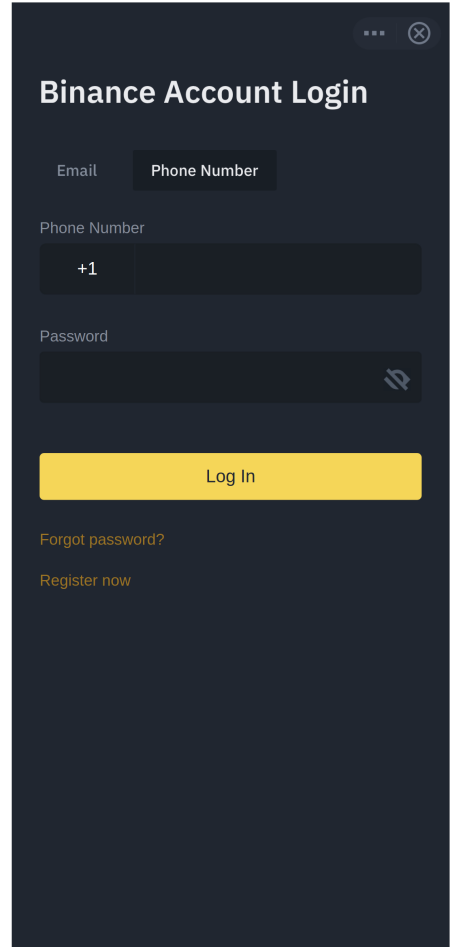 Binance Account Login
Email Phone Number
Phone Number
+1
Password
Log In
Forgot password?
Register now